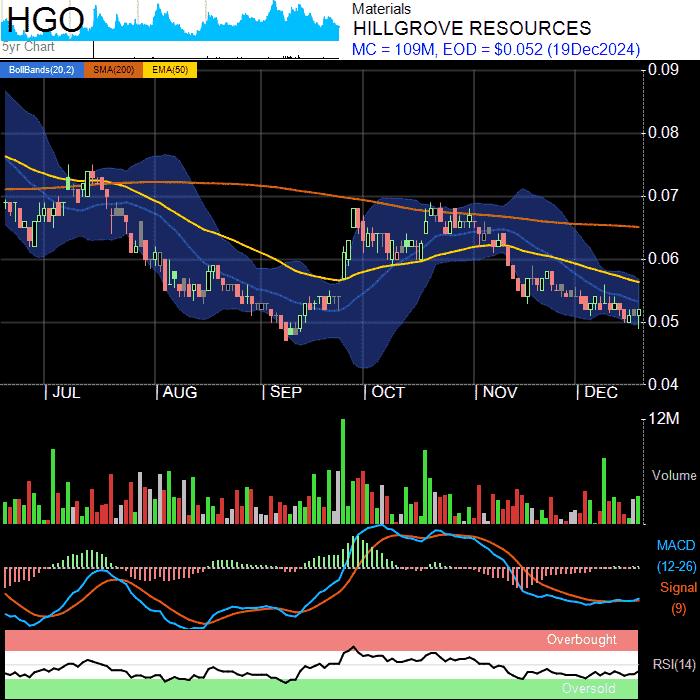 HGO
5yr Chart
Materials
HILLGROVE RESOURCES
MC = 109M, EOD = $0.052 (19Dec2024)
BollBands(20,2) SMA(200) EMA(50)
0.09
0.08
0.07
0.06
0.05
0.04
| JUL | AUG | SEP | OCT | NOV | DEC
12M
Volume
MACD
(12-26)
Signal
(9)
Overbought
RSI(14)
Oversold